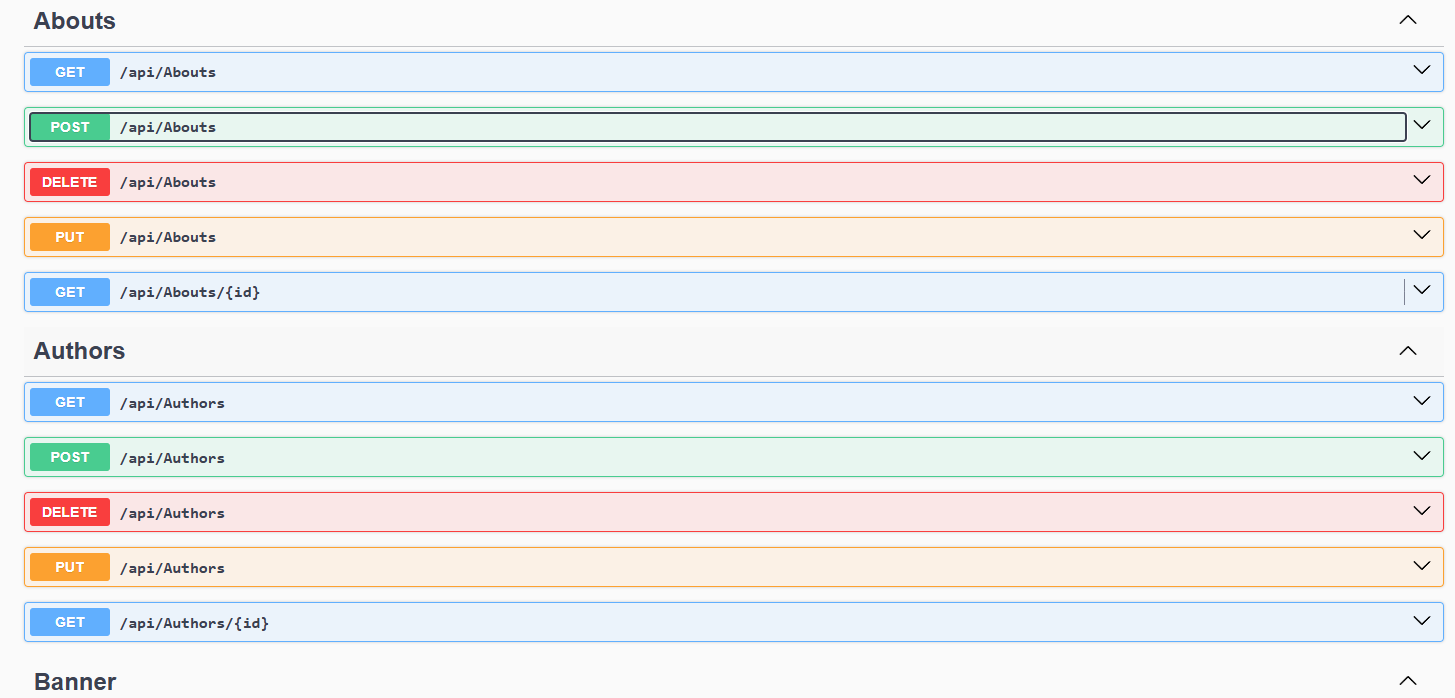 Abouts
GET /api/Abouts
POST /api/Abouts
DELETE /api/Abouts
PUT /api/Abouts
GET /api/Abouts/{id}
Authors
GET /api/Authors
POST /api/Authors
DELETE /api/Authors
PUT /api/Authors
GET /api/Authors/{id}
Banner